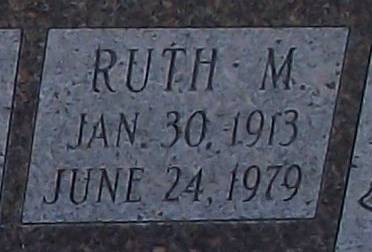 RUTH M.
JAN. 30, 1913
JUNE 24, 1979